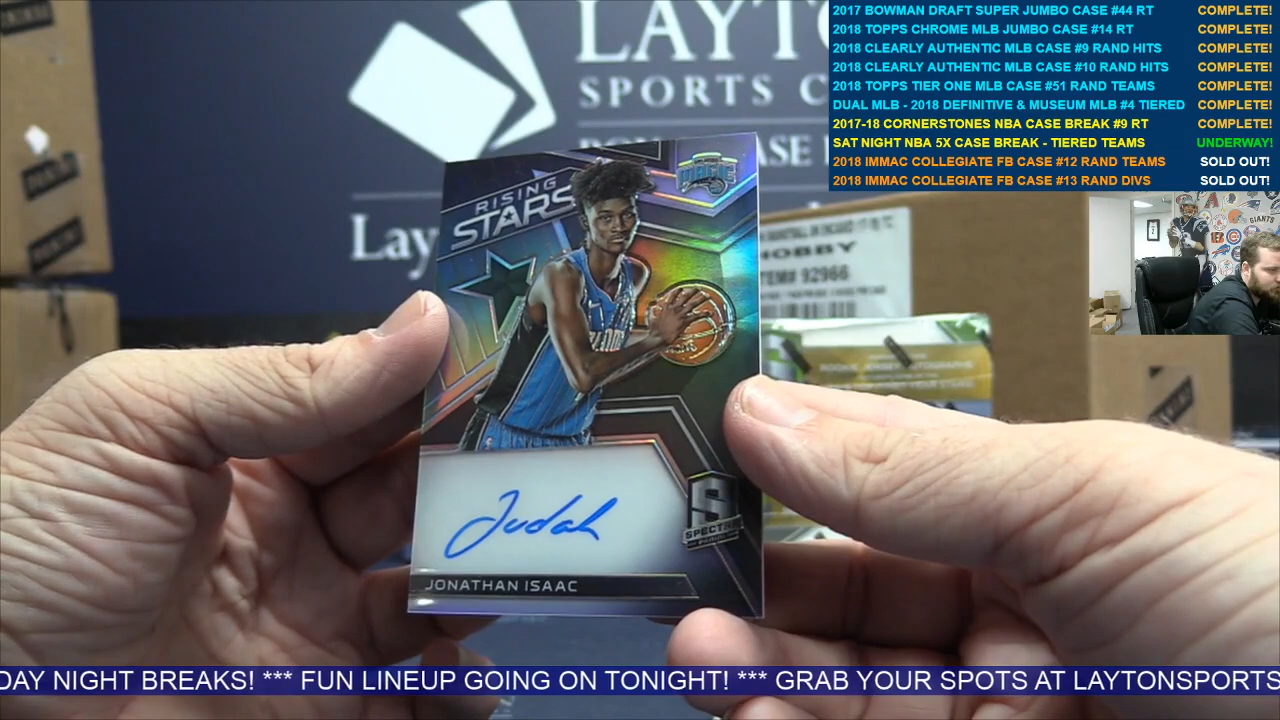 2017 BOWMAN DRAFT SUPER JUMBO CASE #44 RT COMPLETE!
2018 TOPPS CHROME MLB JUMBO CASE #14 RT COMPLETE!
2018 CLEARLY AUTHENTIC MLB CASE #9 RAND HITS COMPLETE!
2018 CLEARLY AUTHENTIC MLB CASE #10 RAND HITS COMPLETE!
2018 TOPPS TIER ONE MLB CASE #51 RAND TEAMS COMPLETE!
DUAL MLB - 2018 DEFINITIVE & MUSEUM MLB #4 TIERED COMPLETE!
2017-18 CORNERSTONES NBA CASE BREAK #9 RT COMPLETE!
SAT NIGHT NBA 5X CASE BREAK - TIERED TEAMS UNDERWAY!
2018 IMMAC COLLEGIATE FB CASE #12 RAND TEAMS SOLD OUT!
2018 IMMAC COLLEGIATE FB CASE #13 RAND DIVS SOLD OUT!
LAYTO
SPORTS C
Lay
HOBBY
ITEM# 92966
GIANTS
RISING
STARS
MAGIC
Judah
SPECTRA
PANINI
JONATHAN ISAAC
DAY NIGHT BREAKS! *** FUN LINEUP GOING ON TONIGHT! *** GRAB YOUR SPOTS AT LAYTONSPORTS